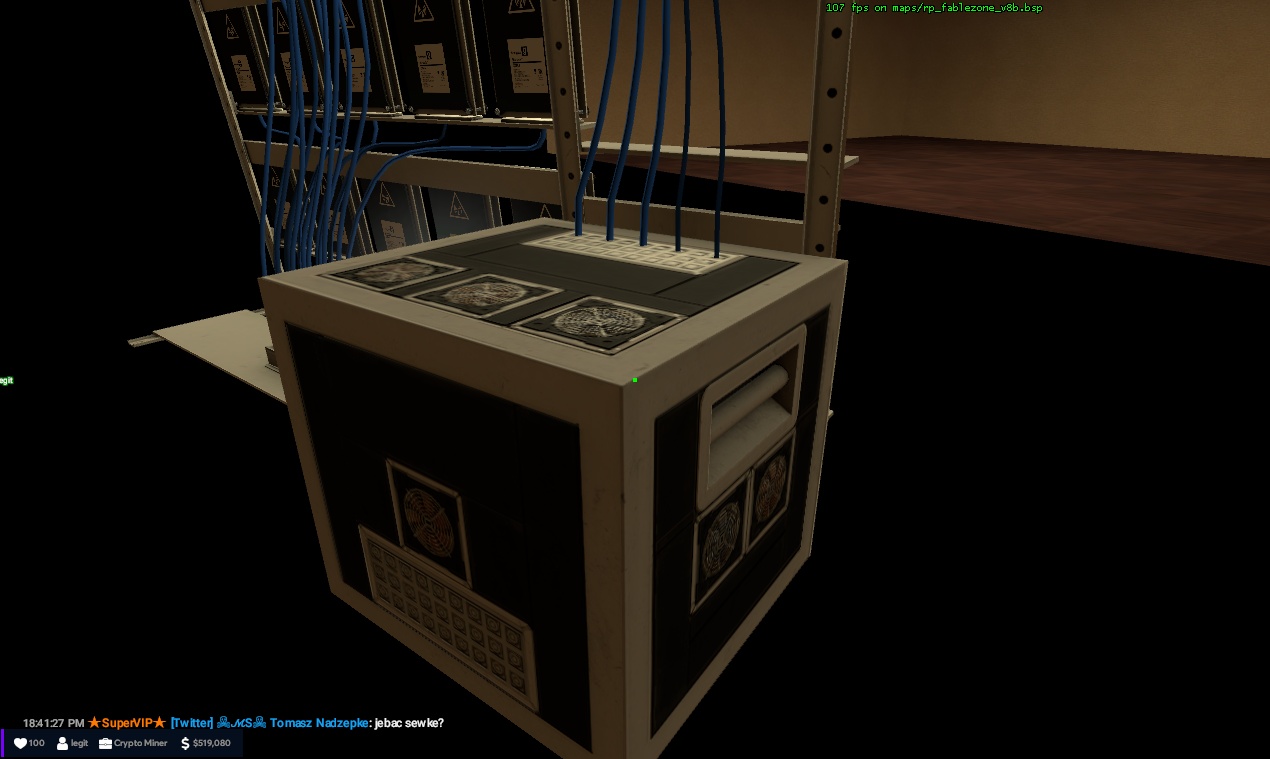 107 fps on maps/rp_fablezone_v8b.bsp
egit
18:41:27 PM ★SuperVIP★ [Twitter] ☠𝓜S☠ Tomasz Nadzepke: jebac sewke?
100 legit Crypto Miner $519,080